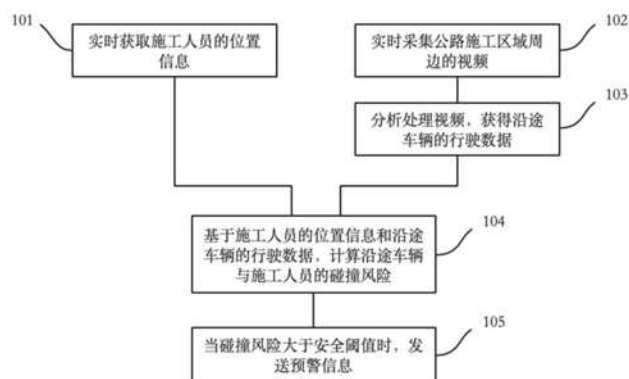 101
实时获取施工人员的位置
信息
实时采集公路施工区域周
边的视频
102
103
分析处理视频，获得沿途
车辆的行驶数据
基于施工人员的位置信息和沿途
车辆的行驶数据，计算沿途车辆
与施工人员的碰撞风险
104
当碰撞风险大于安全阈值时，发
送预警信息
105